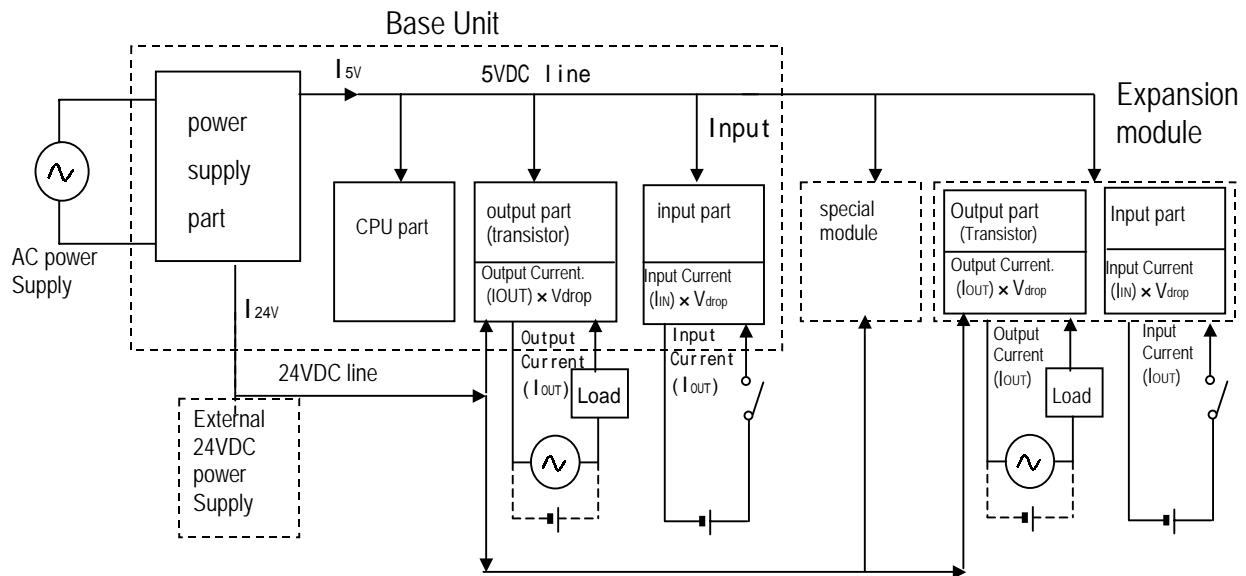 Base Unit
I5V
5VDC line
Expansion
module
Input
power
supply
part
AC power
Supply
CPU part
output part
(transistor)
Output Current.
(IOUT) × Vdrop
input part
Input Current
(IIN) × Vdrop
special
module
Output part
(Transistor)
Output Current.
(IOUT) × Vdrop
Input part
Input Current
(IIN) × Vdrop
I24V
24VDC line
Output
Current
(IOUT)
Load
Input
Current
(IOUT)
Output
Current
(IOUT)
Load
Input
Current
(IOUT)
External
24VDC
power
Supply